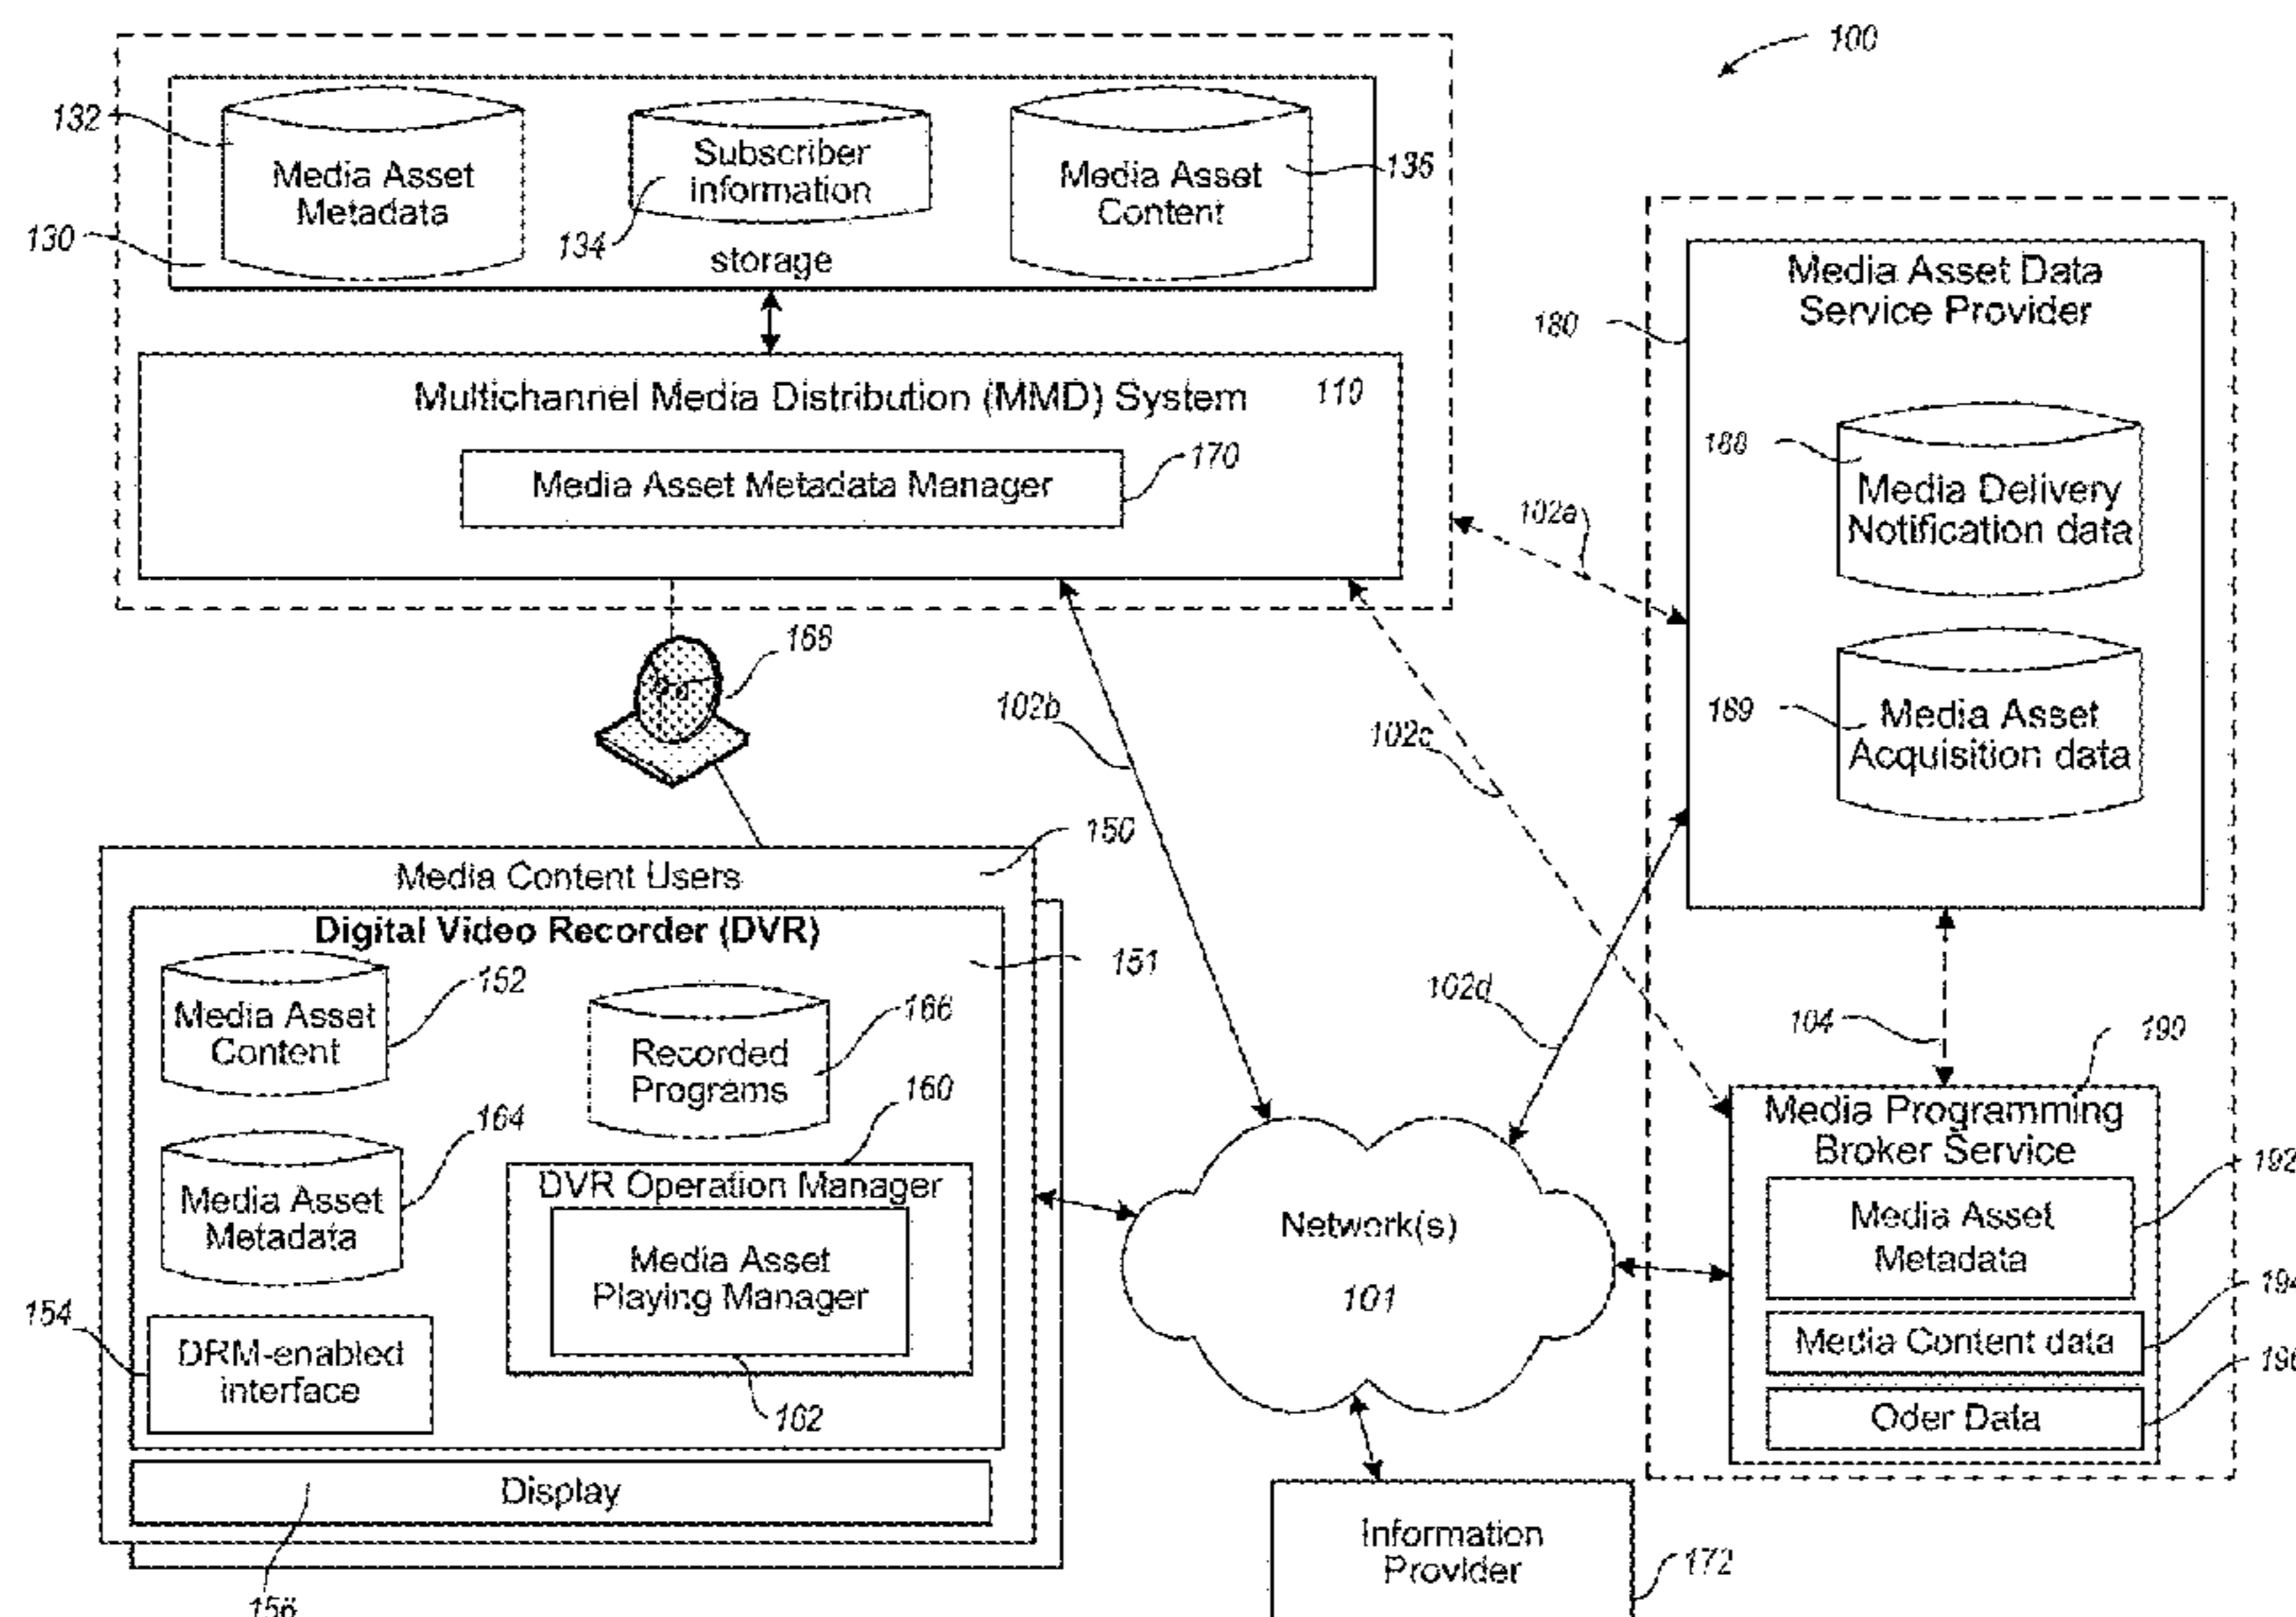 100
132
Media Asset
Metadata
Subscriber
information
134
Media Asset
Content
136
130
storage
Multichannel Media Distribution (MMD) System
110
Media Asset Metadata Manager
170
168
102a
102b
102c
102d
Media Asset Data
Service Provider
180
188
Media Delivery
Notification data
189
Media Asset
Acquisition data
104
190
Media Programming
Broker Service
192
Media Asset
Metadata
194
Media Content data
196
Oder Data
150
Media Content Users
Digital Video Recorder (DVR)
151
152
Media Asset
Content
166
Recorded
Programs
160
164
Media Asset
Metadata
DVR Operation Manager
Media Asset
Playing Manager
162
154
DRM-enabled
interface
Display
156
Network(s)
101
Information
Provider
172